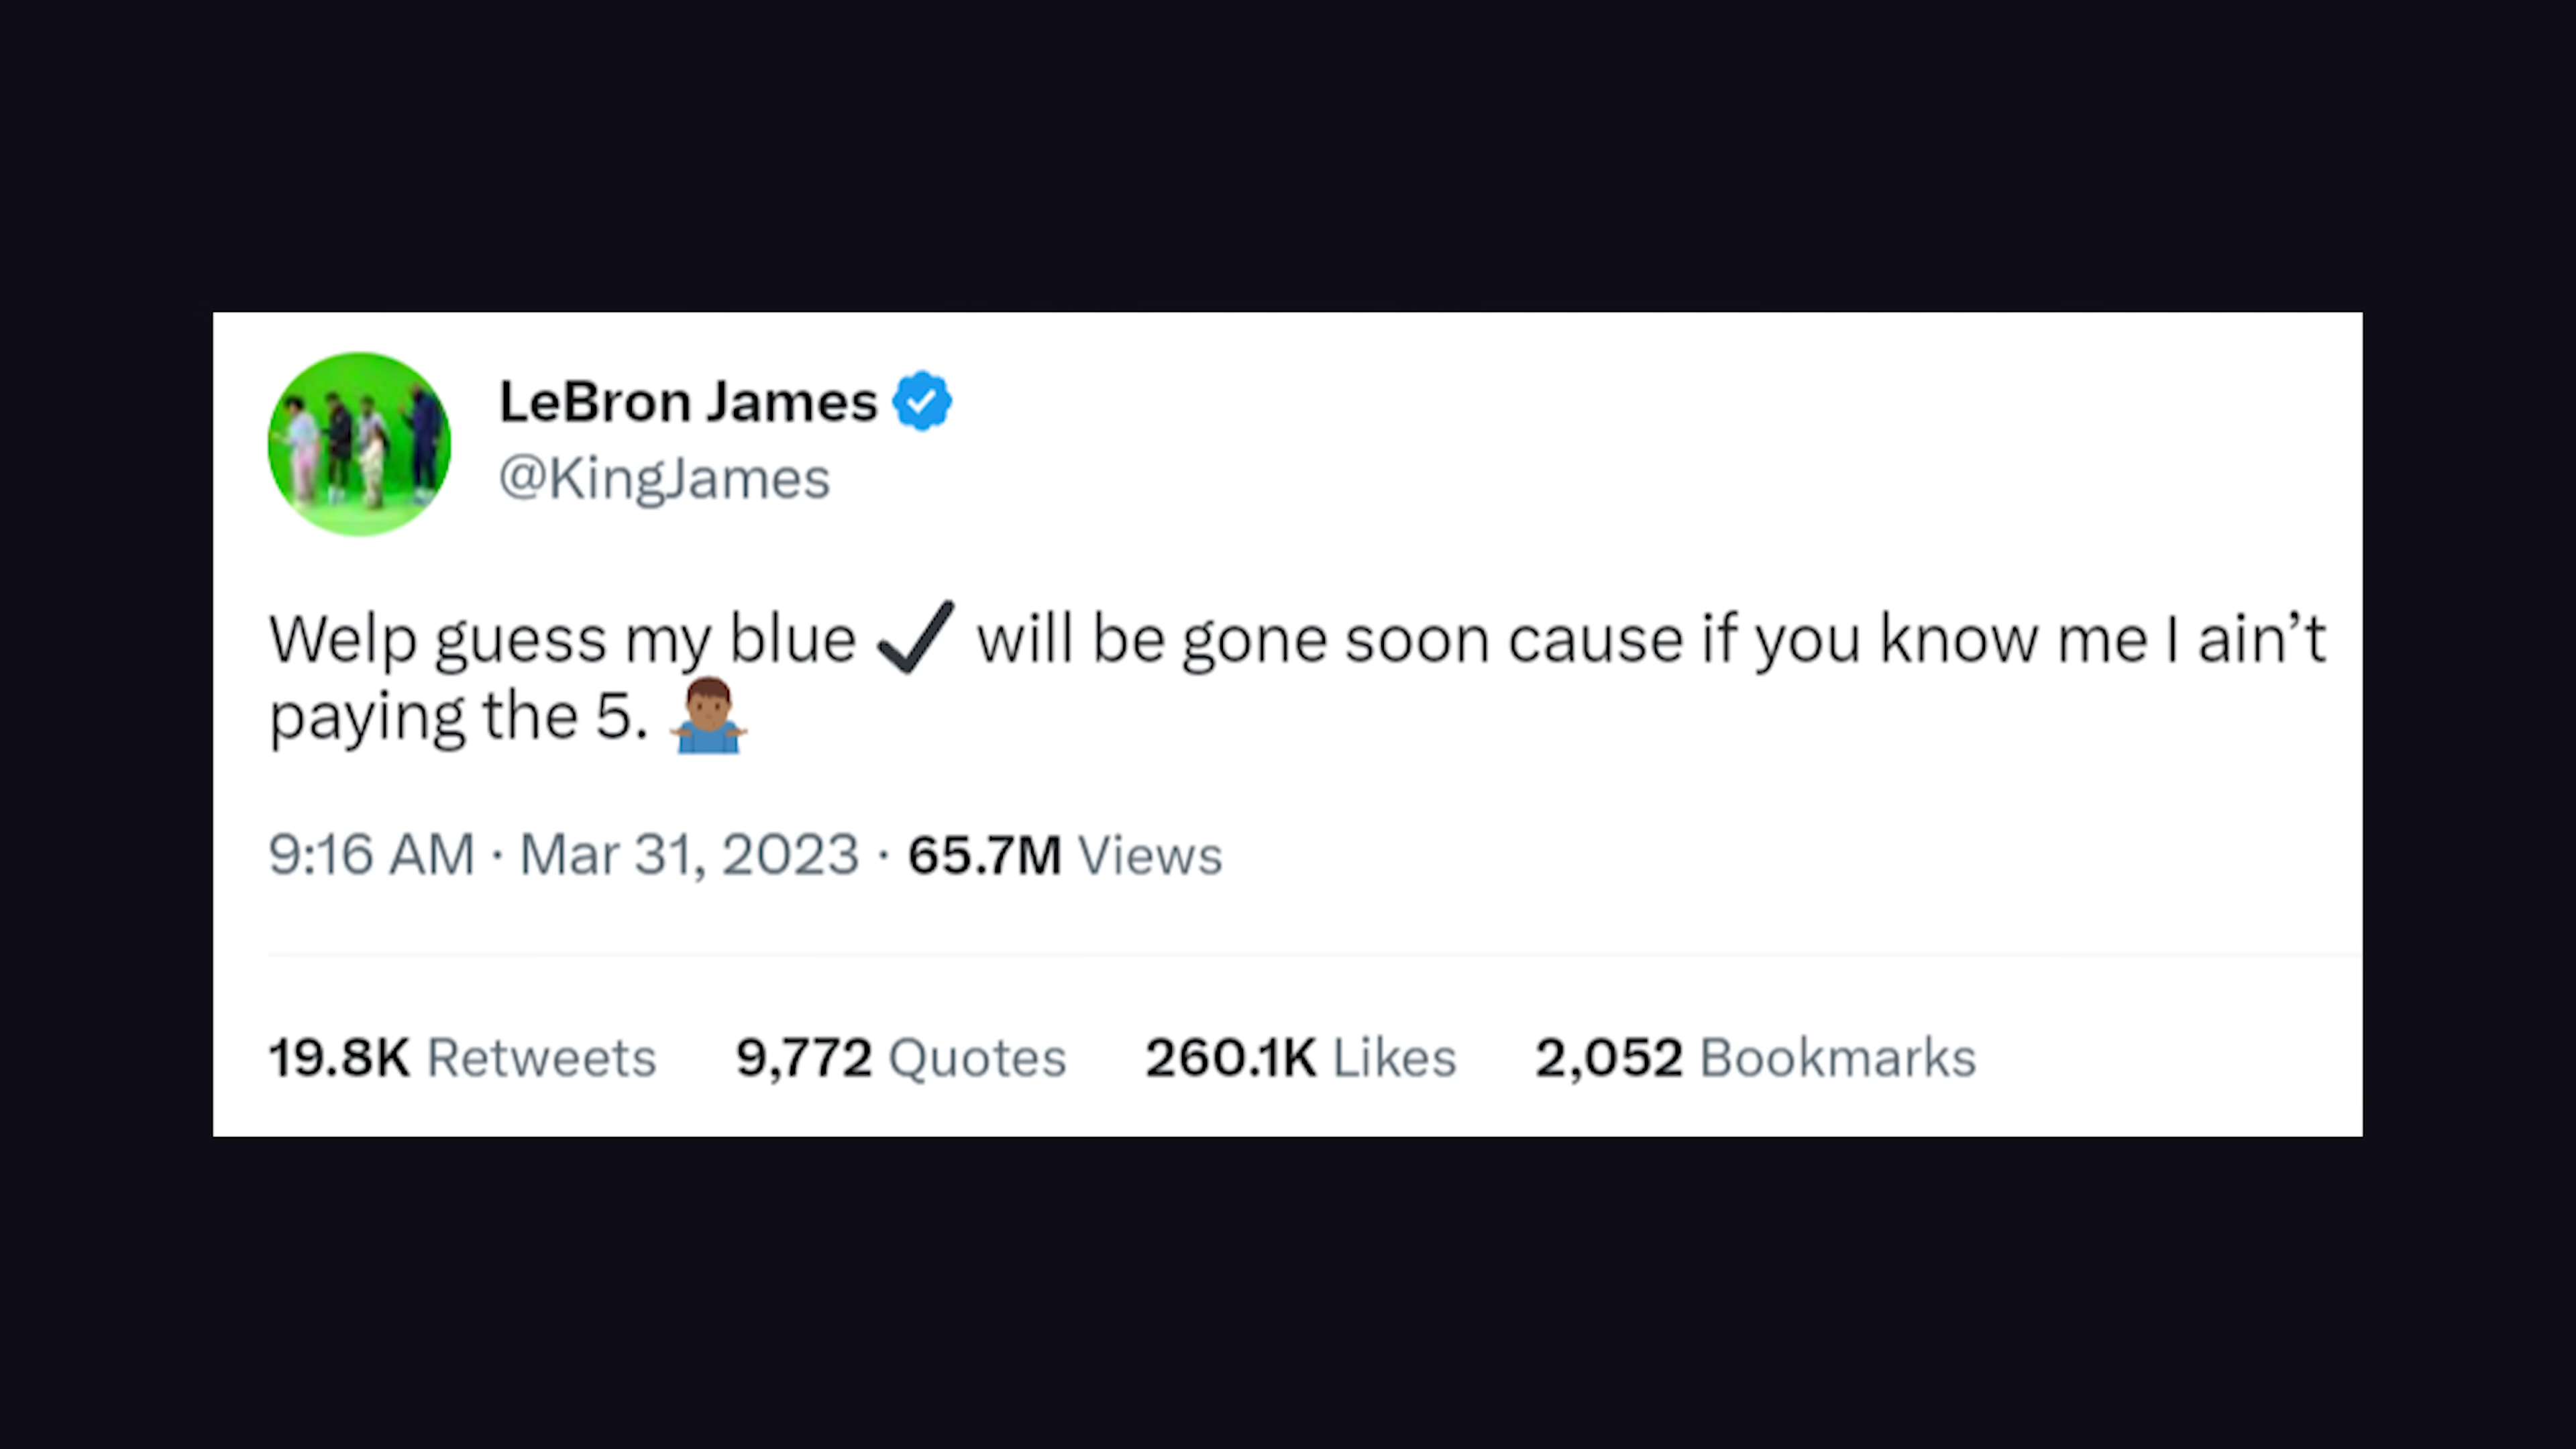 LeBron James
@KingJames
Welp guess my blue ✔️ will be gone soon cause if you know me I ain’t
paying the 5. 🤷🏾‍♂️
9:16 AM · Mar 31, 2023 · 65.7M Views
19.8K Retweets 9,772 Quotes 260.1K Likes 2,052 Bookmarks